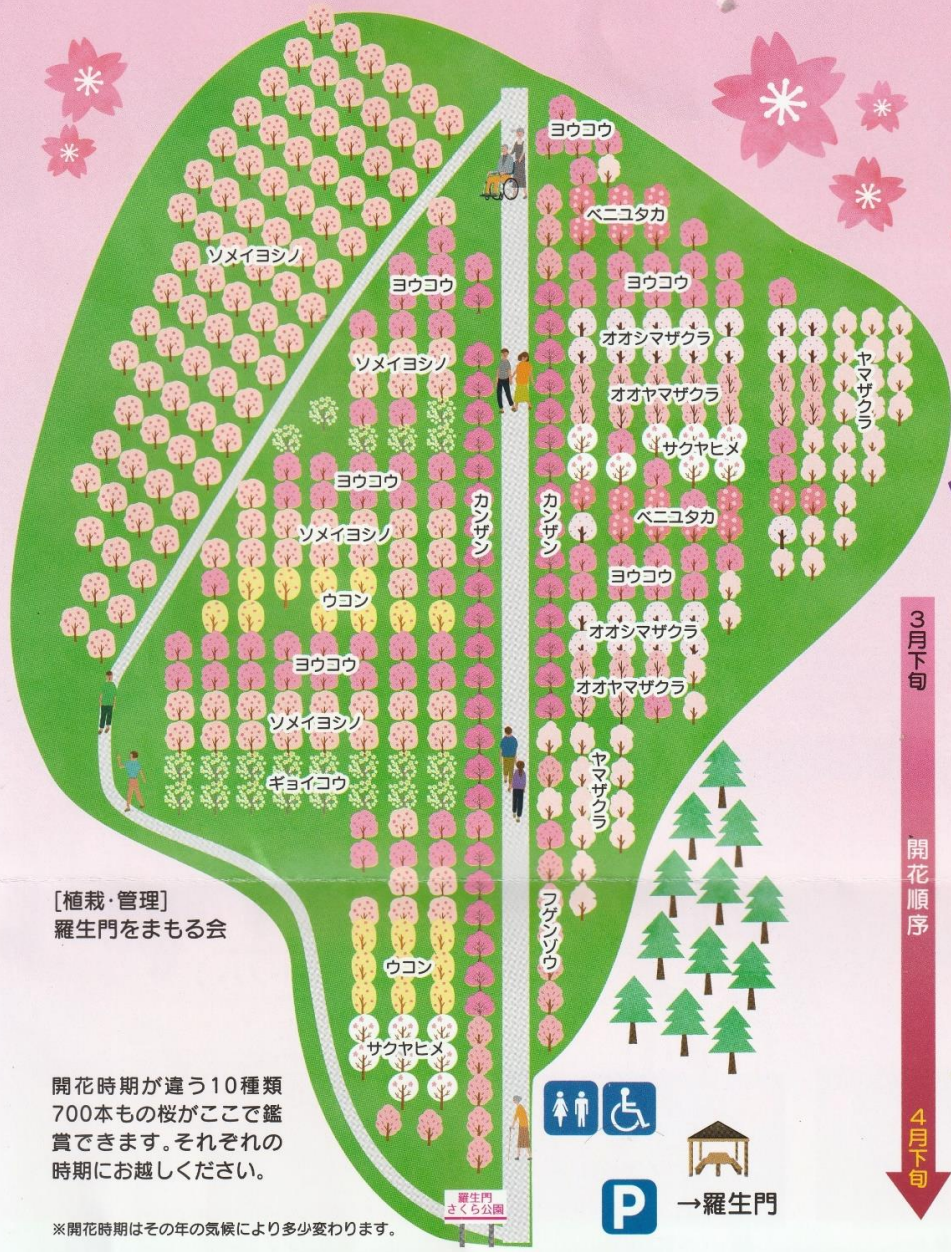 ヨウコウ
ベニユタカ
ソメイヨシノ
ヨウコウ
ヨウコウ
オオシマザクラ
ソメイヨシノ
ヤマザクラ
オオヤマザクラ
サクヤヒメ
ヨウコウ
カンザン
カンザン
ベニユタカ
ソメイヨシノ
ヨウコウ
ウコン
オオシマザクラ
ヨウコウ
オオヤマザクラ
ソメイヨシノ
ヤマザクラ
ギョイコウ
フゲンゾウ
ウコン
サクヤヒメ
3月下旬
開花順序
4月下旬
[植栽・管理]
羅生門をまもる会
開花時期が違う10種類
700本もの桜がここで鑑
賞できます。それぞれの
時期にお越しください。
※開花時期はその年の気候により多少変わります。
羅生門
さくら公園
P
→羅生門